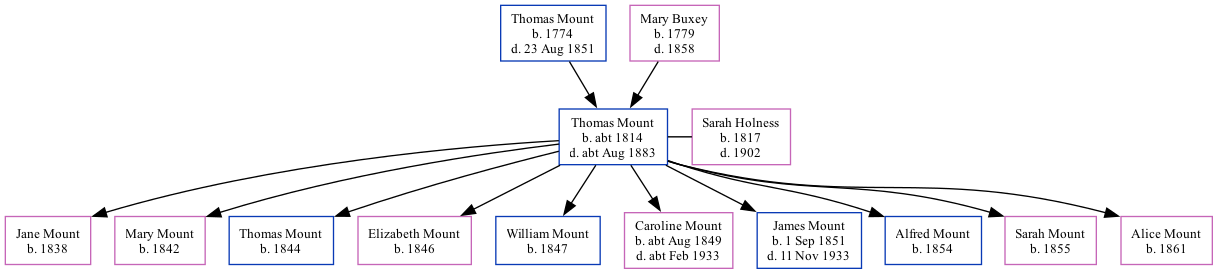 Thomas Mount
b. 1774
d. 23 Aug 1851
Mary Buxey
b. 1779
d. 1858
Thomas Mount
b. abt 1814
d. abt Aug 1883
Sarah Holness
b. 1817
d. 1902
Jane Mount
b. 1838
Mary Mount
b. 1842
Thomas Mount
b. 1844
Elizabeth Mount
b. 1846
William Mount
b. 1847
Caroline Mount
b. abt Aug 1849
d. abt Feb 1933
James Mount
b. 1 Sep 1851
d. 11 Nov 1933
Alfred Mount
b. 1854
Sarah Mount
b. 1855
Alice Mount
b. 1861